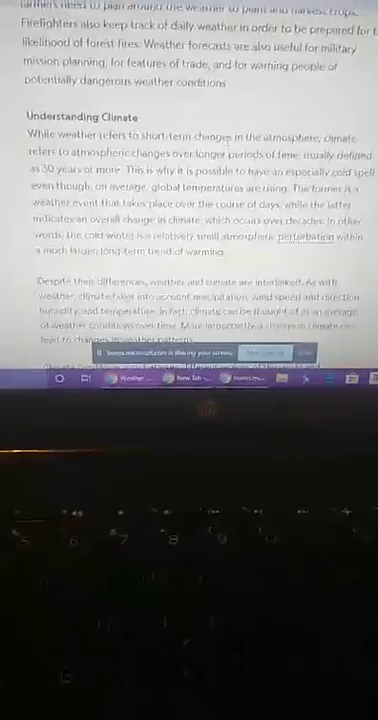 farmers need to plan around the weather to plant and harvest crops.
Firefighters also keep track of daily weather in order to be prepared for t
likelihood of forest fires. Weather forecasts are also useful for military
mission planning, for features of trade, and for warning people of
potentially dangerous weather conditions
Understanding Climate
While weather refers to short-term changes in the atmosphere, climate
refers to atmospheric changes over longer periods of time, usually defined
as 30 years or more. This is why it is possible to have an especially cold spell
even though, on average, global temperatures are rising. The former is a
weather event that takes place over the course of days, while the latter
indicates an overall change in climate, which occurs over decades. In other
words, the cold winter is a relatively small atmospheric perturbation within
a much larger, long-term trend of warming.
Despite their differences, weather and climate are interlinked. As with
weather, climate takes into account precipitation, wind speed and direction,
humidity, and temperature. In fact, climate can be thought of as an average
of weather conditions over time. More importantly, a change in climate can
lead to changes in weather patterns.
is sharing your screen.
Weather
New Tab
5 6 7 8 9 0